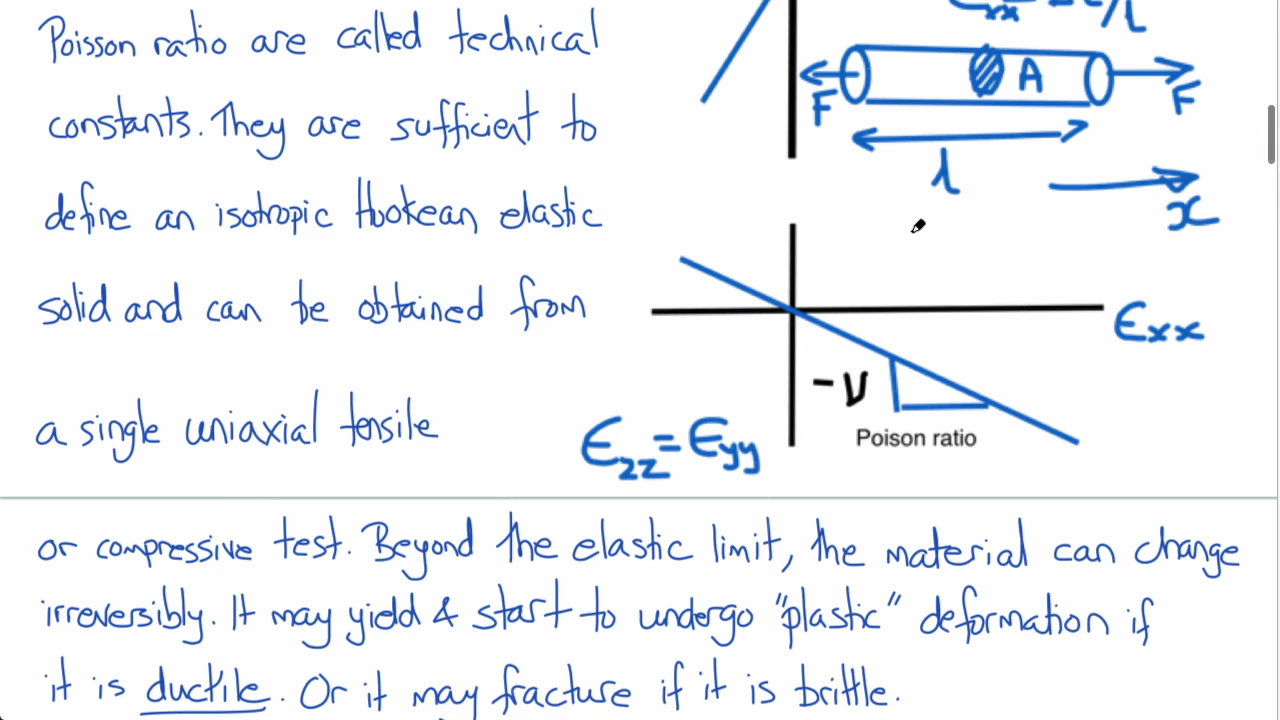 Poisson ratio are called technical
constants. They are sufficient to
define an isotropic Hookean elastic
solid and can be obtained from
a single uniaxial tensile
A
F
F
l
x
ϵxx
-ν
Poison ratio
ϵzz=ϵyy
or compressive test. Beyond the elastic limit, the material can change
irreversibly. It may yield & start to undergo "plastic" deformation if
it is ductile. Or it may fracture if it is brittle.